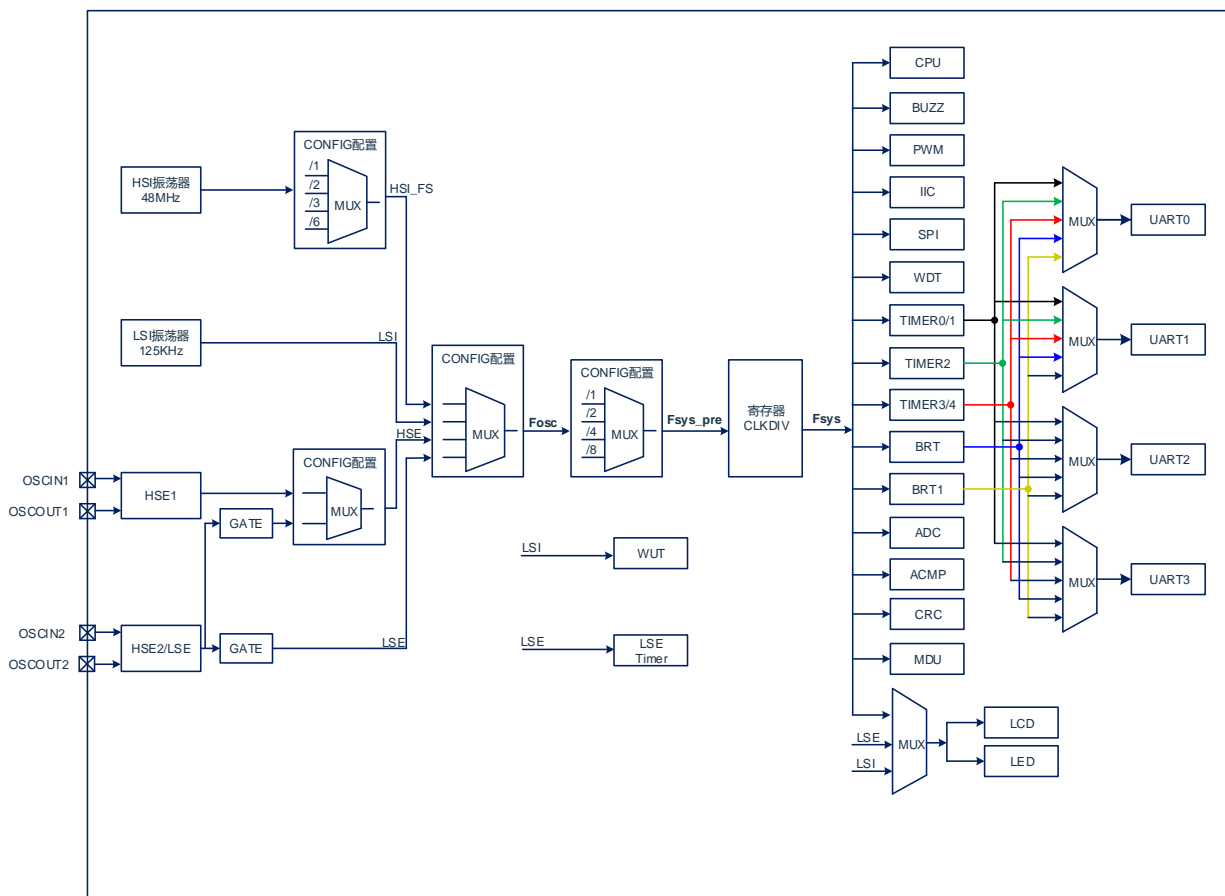 CONFIG配置
/1
/2
/3
/6
MUX
HSI振荡器
48MHz
HSI_FS
LSI振荡器
125KHz
LSI
OSCIN1
OSCOUT1
HSE1
GATE
CONFIG配置
MUX
HSE
OSCIN2
OSCOUT2
HSE2/LSE
GATE
LSE
CONFIG配置
MUX
Fosc
CONFIG配置
/1
/2
/4
/8
MUX
Fsys_pre
寄存器
CLKDIV
Fsys
LSI
WUT
LSE
LSE
Timer
CPU
BUZZ
PWM
IIC
SPI
WDT
TIMER0/1
TIMER2
TIMER3/4
BRT
BRT1
ADC
ACMP
CRC
MDU
LSE
LSI
MUX
LCD
LED
MUX
UART0
MUX
UART1
MUX
UART2
MUX
UART3